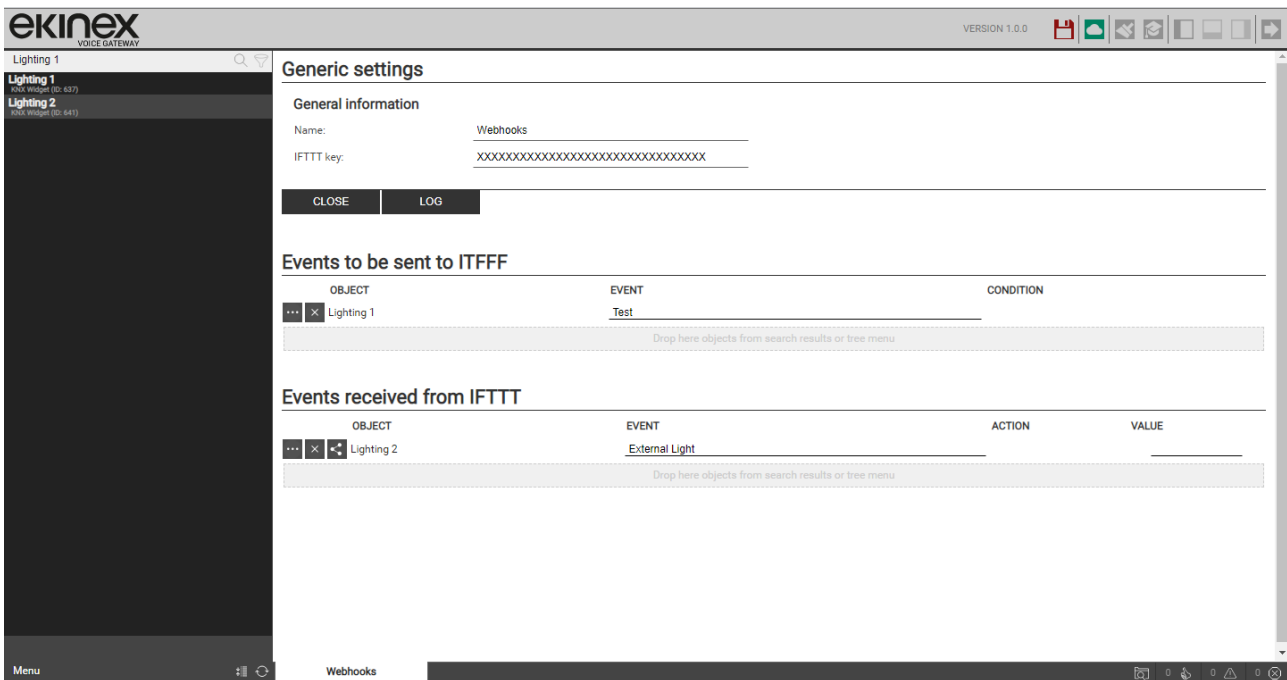 ekinex
VOICE GATEWAY
VERSION 1.0.0
Lighting 1
Lighting 1
KNX Widget (ID: 637)
Lighting 2
KNX Widget (ID: 641)
Generic settings
General information
Name: Webhooks
IFTTT key: XXXXXXXXXXXXXXXXXXXXXXXXXXXXXXXX
CLOSE LOG
Events to be sent to ITFFF
OBJECT EVENT CONDITION
Lighting 1 Test
Drop here objects from search results or tree menu
Events received from IFTTT
OBJECT EVENT ACTION VALUE
Lighting 2 External Light
Drop here objects from search results or tree menu
Menu Webhooks 0 0 0